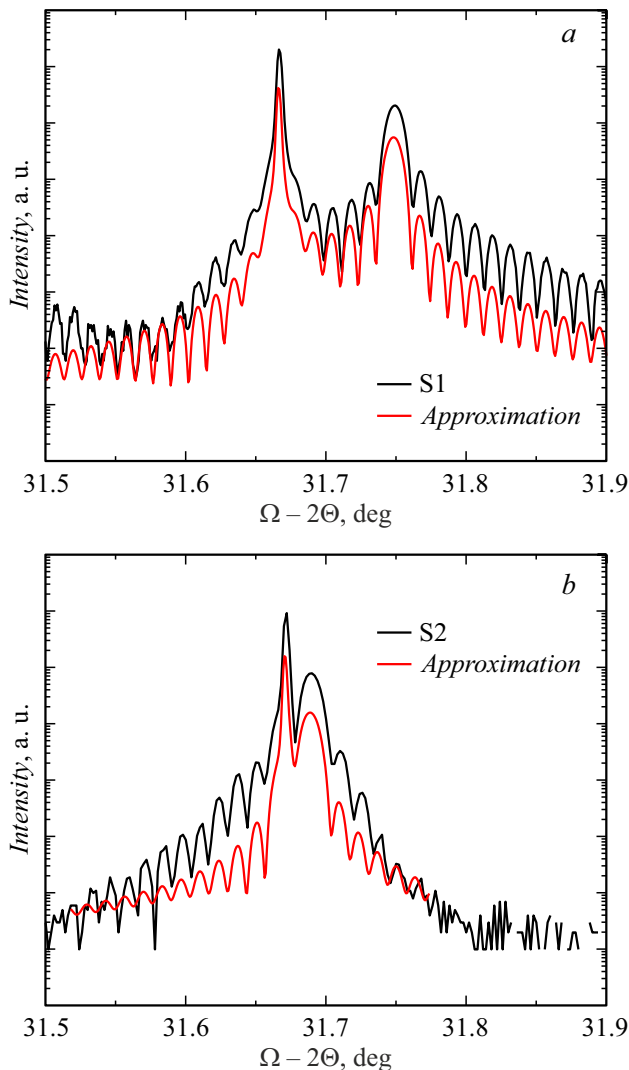 a
Intensity, a. u.
S1
Approximation
31.5 31.6 31.7 31.8 31.9
Ω – 2Θ, deg
b
S2
Approximation
Intensity, a. u.
31.5 31.6 31.7 31.8 31.9
Ω – 2Θ, deg